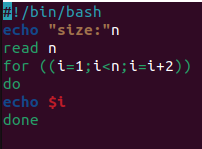 #!/bin/bash
echo "size:"n
read n
for ((i=1;i<n;i=i+2))
do
echo $i
done